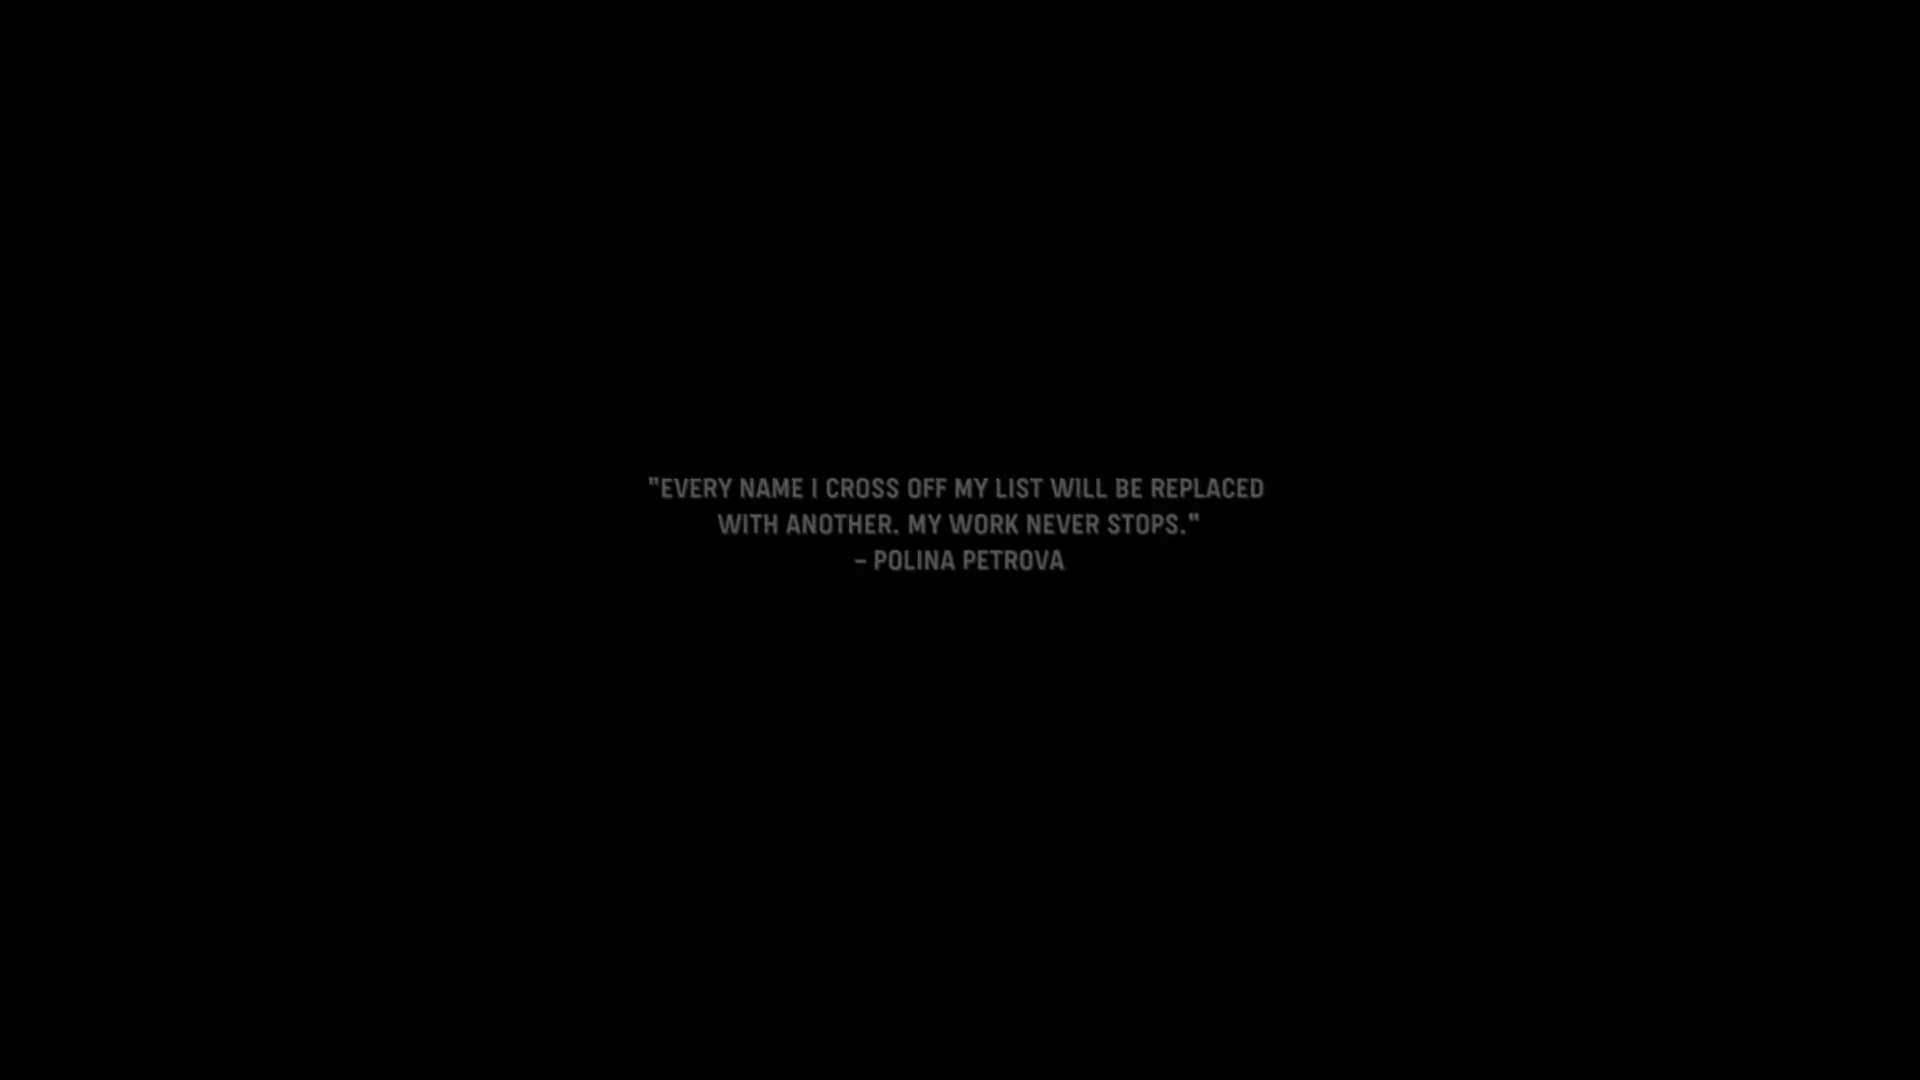 "EVERY NAME I CROSS OFF MY LIST WILL BE REPLACED
WITH ANOTHER. MY WORK NEVER STOPS."
– POLINA PETROVA